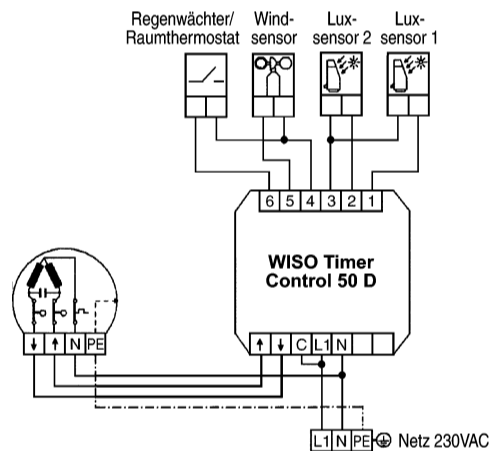 Regenwächter/ Wind- Lux- Lux-
Raumthermostat sensor sensor 2 sensor 1
6 5 4 3 2 1
WISO Timer
Control 50 D
↓ ↑ N PE
↑ ↓ C L1 N
L1 N PE Netz 230VAC